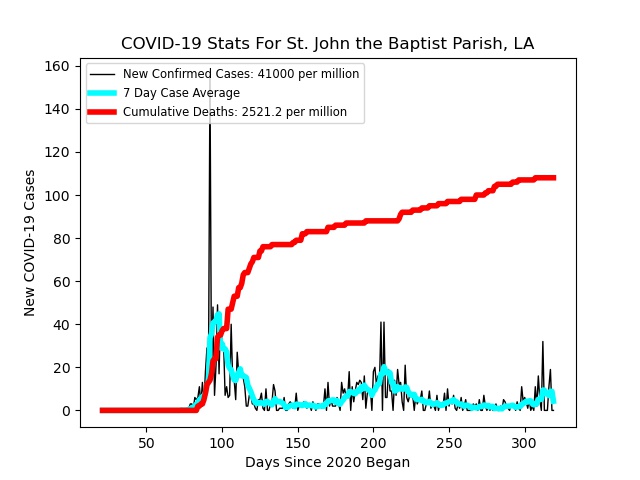 COVID-19 Stats For St. John the Baptist Parish, LA
New Confirmed Cases: 41000 per million
7 Day Case Average
Cumulative Deaths: 2521.2 per million
New COVID-19 Cases
160
140
120
100
80
60
40
20
0
50 100 150 200 250 300
Days Since 2020 Began